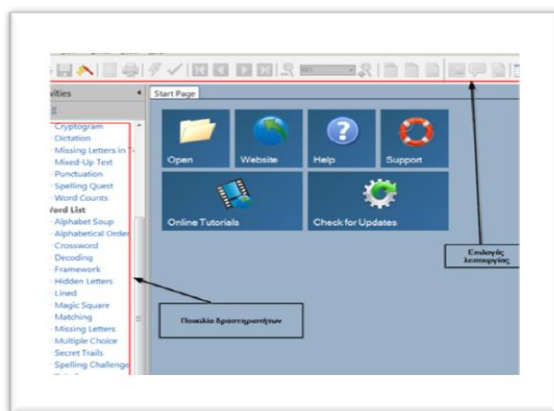 vities
Start Page
Cryptogram
Dictation
Missing Letters in T
Mixed-Up Text
Punctuation
Spelling Quest
Word Counts
Word List
Alphabet Soup
Alphabetical Order
Crossword
Decoding
Framework
Hidden Letters
Lined
Magic Square
Matching
Missing Letters
Multiple Choice
Secret Trails
Spelling Challenge
Open
Website
Help
Support
Online Tutorials
Check for Updates
Επιλογές
λειτουργίας
Ποικιλία δραστηριοτήτων